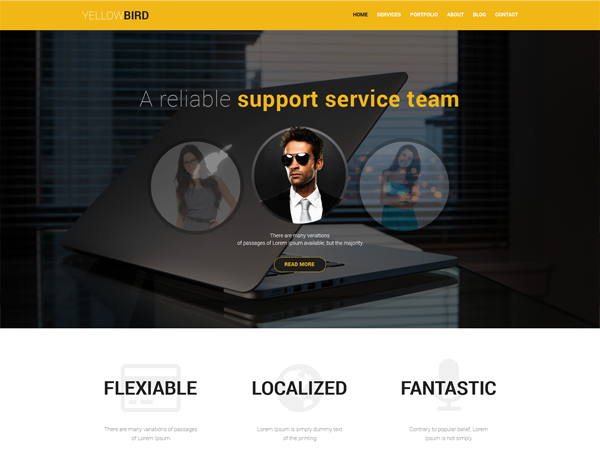 YELLOWBIRD
HOME SERVICES PORTFOLIO ABOUT BLOG CONTACT
A reliable support service team
There are many variations
of passages of Lorem Ipsum available, but the majority
READ MORE
FLEXIABLE LOCALIZED FANTASTIC
There are many variations of passages
of Lorem Ipsum
Lorem Ipsum is simply dummy text
of the printing
Contrary to popular belief, Lorem
Ipsum is not simply